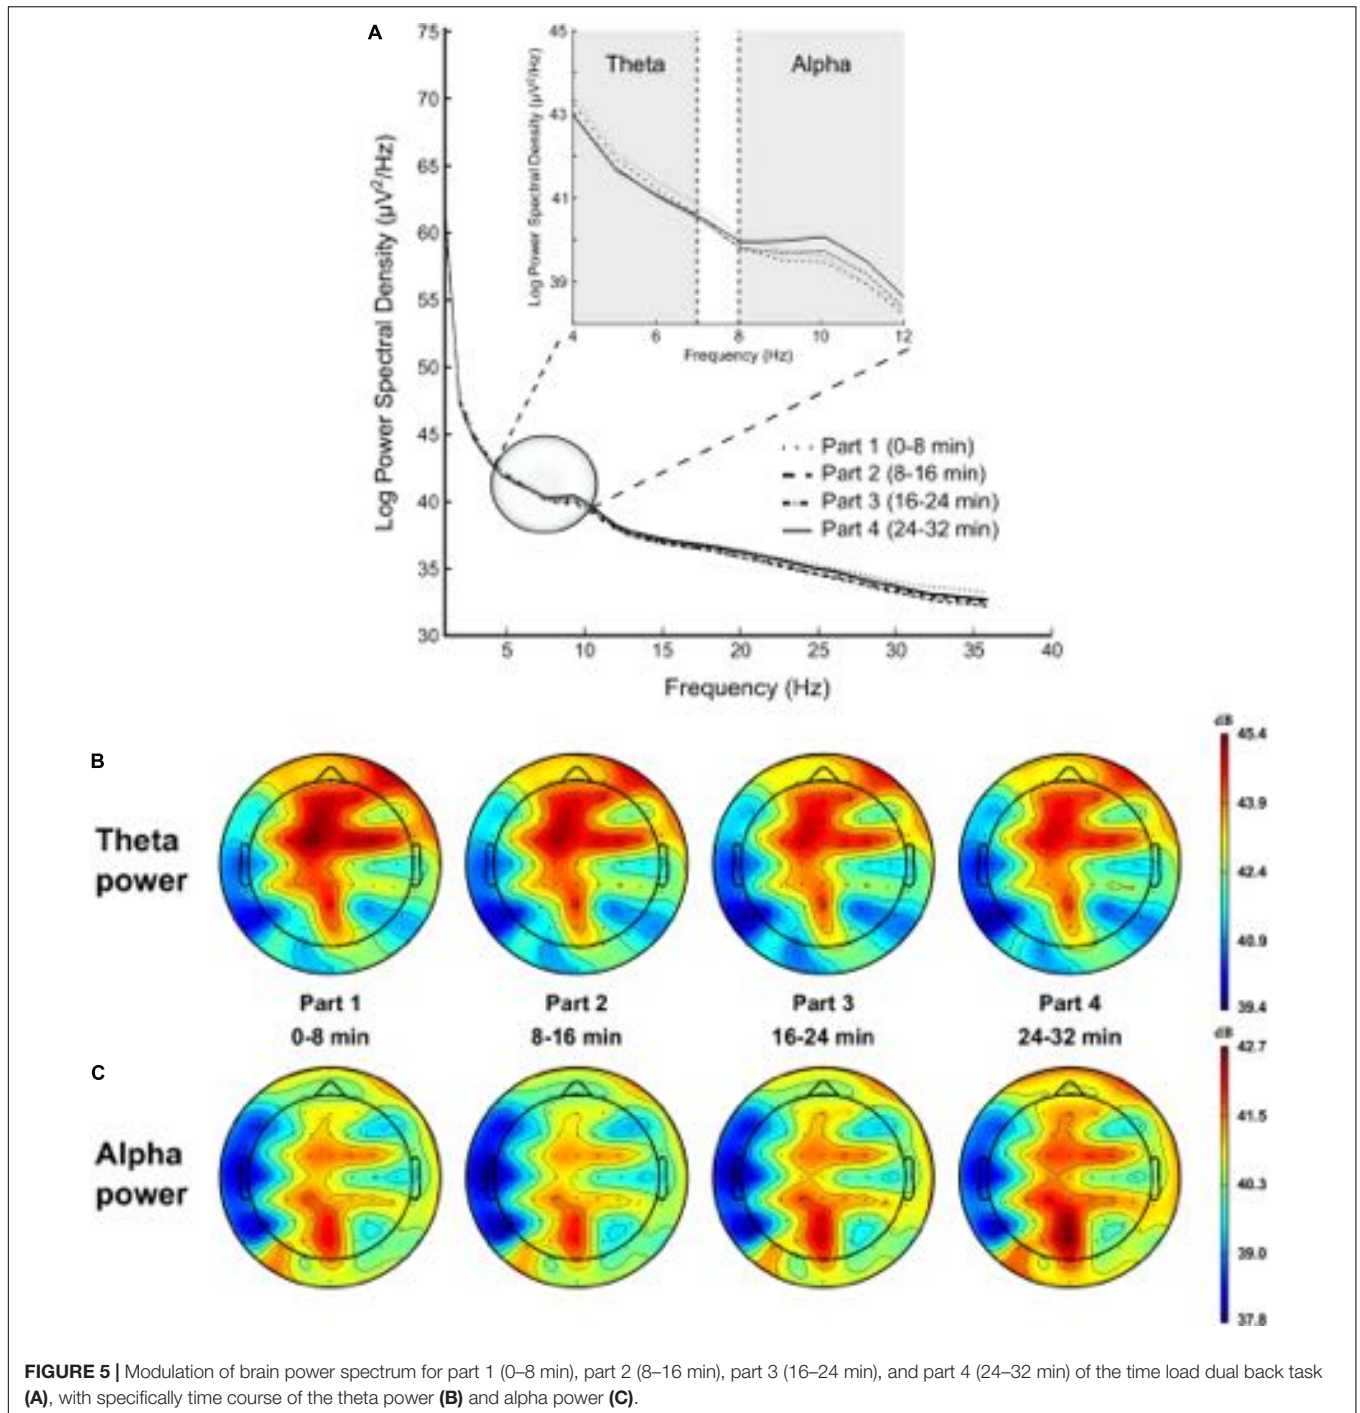 A
75
70
65
60
55
50
45
40
35
30
Log Power Spectral Density (µV²/Hz)
5 10 15 20 25 30 35 40
Frequency (Hz)
45
43
41
39
Log Power Spectral Density (µV²/Hz)
Theta Alpha
4 6 8 10 12
Frequency (Hz)
Part 1 (0-8 min)
Part 2 (8-16 min)
Part 3 (16-24 min)
Part 4 (24-32 min)
B
Theta
power
dB
45.4
43.9
42.4
40.9
39.4
Part 1 Part 2 Part 3 Part 4
0-8 min 8-16 min 16-24 min 24-32 min
C
Alpha
power
dB
42.7
41.5
40.3
39.0
37.8
FIGURE 5 | Modulation of brain power spectrum for part 1 (0–8 min), part 2 (8–16 min), part 3 (16–24 min), and part 4 (24–32 min) of the time load dual back task
(A), with specifically time course of the theta power (B) and alpha power (C).